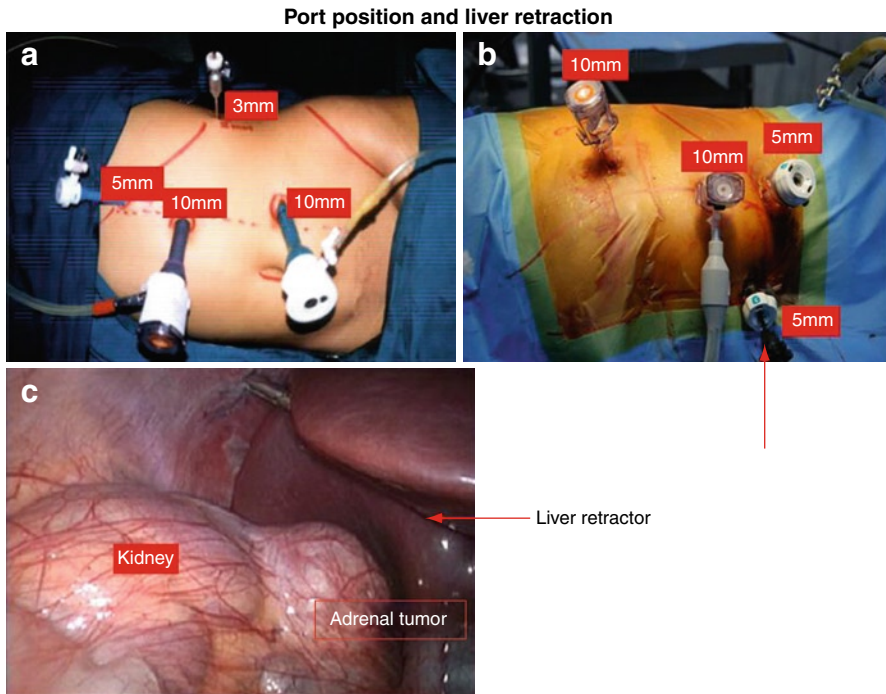 Port position and liver retraction
a
3mm
5mm
10mm
10mm
b
10mm
5mm
10mm
5mm
c
Kidney
Liver retractor
Adrenal tumor